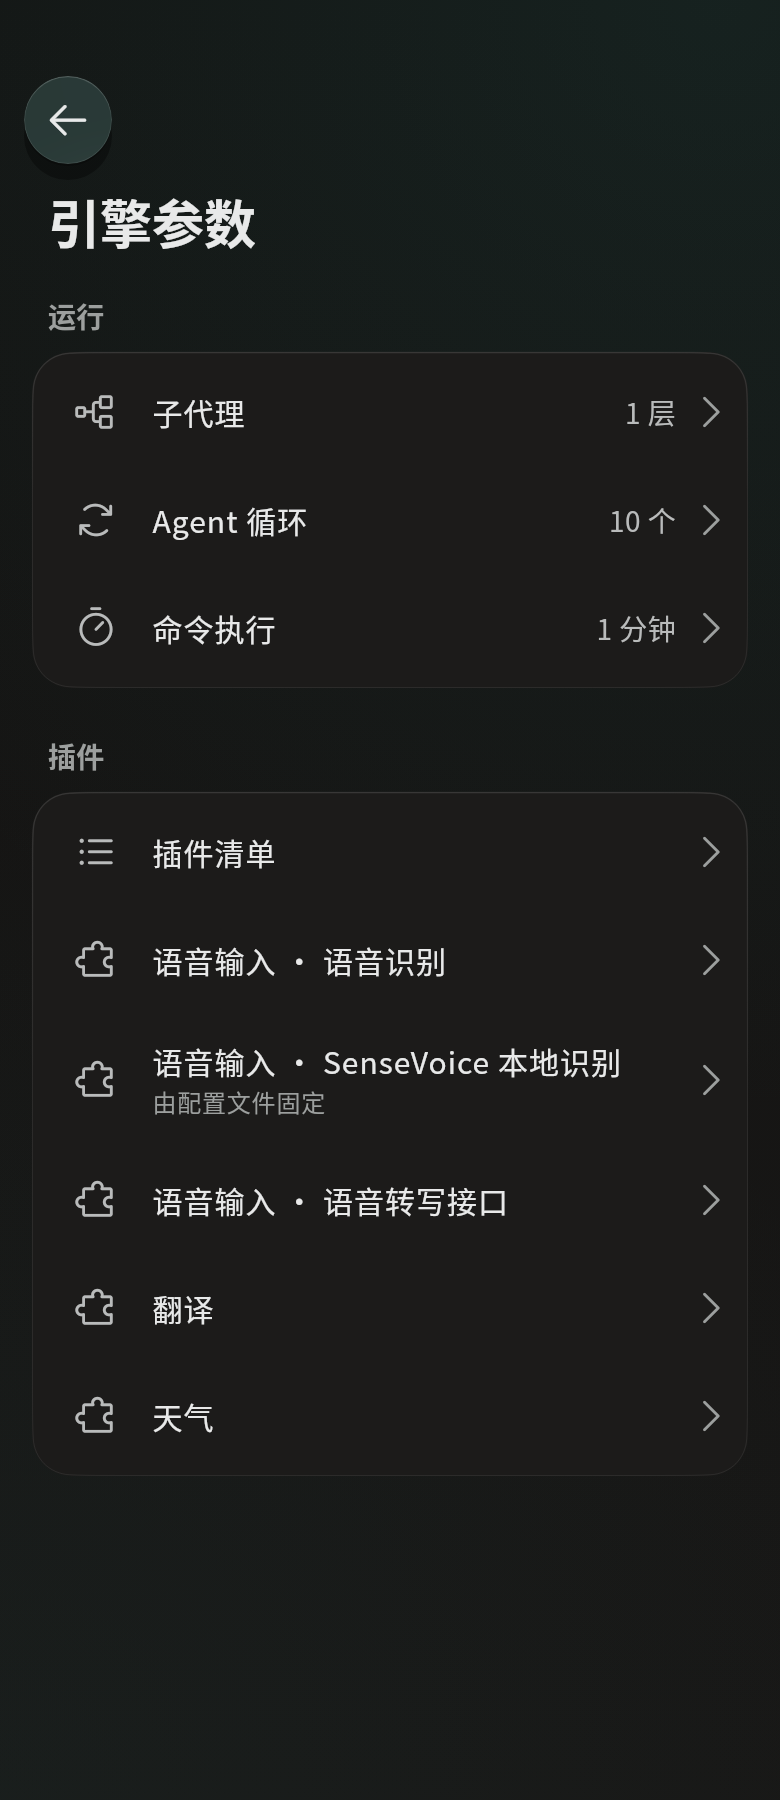 引擎参数
运行
子代理 1 层
Agent 循环 10 个
命令执行 1 分钟
插件
插件清单
语音输入 · 语音识别
语音输入 · SenseVoice 本地识别
由配置文件固定
语音输入 · 语音转写接口
翻译
天气